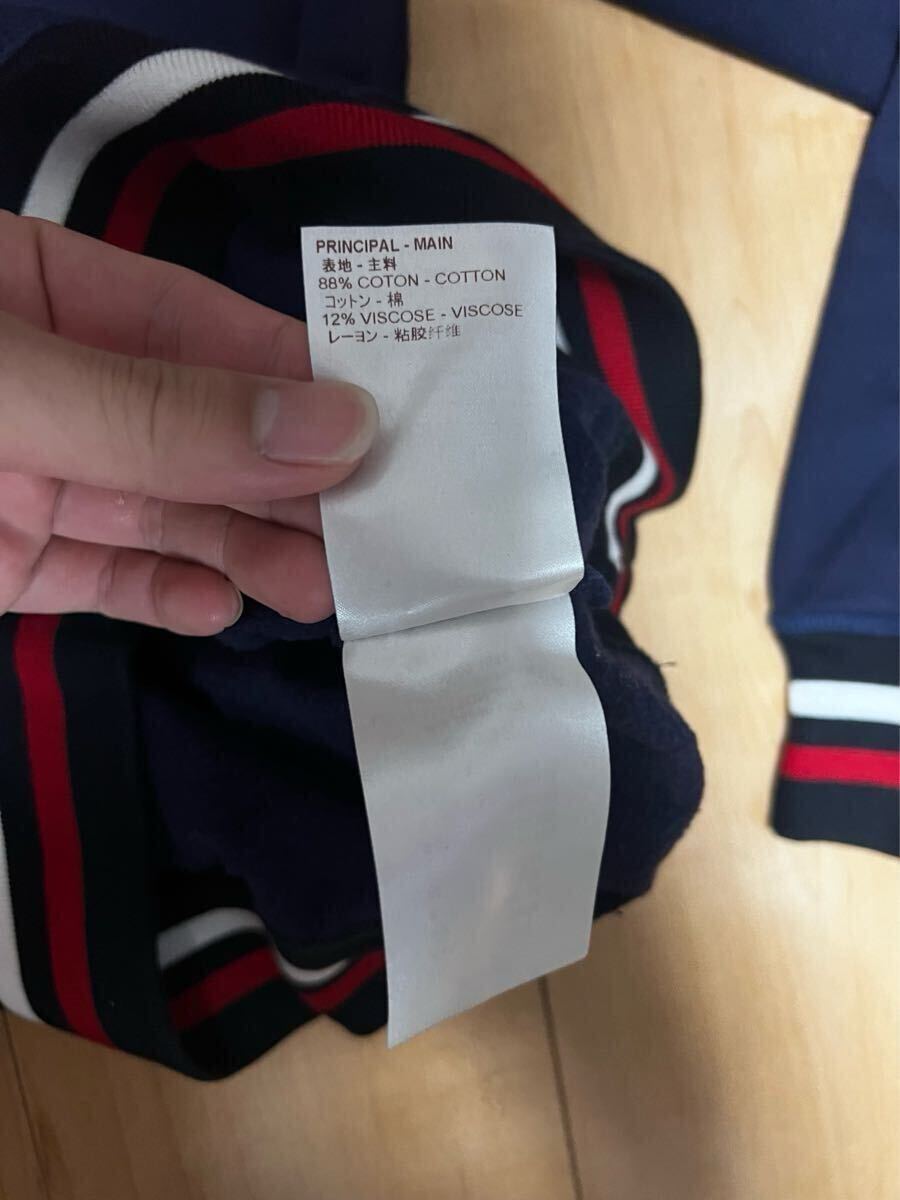 PRINCIPAL - MAIN
表地 - 主料
88% COTON - COTTON
コットン - 棉
12% VISCOSE - VISCOSE
レーヨン - 粘胶纤维